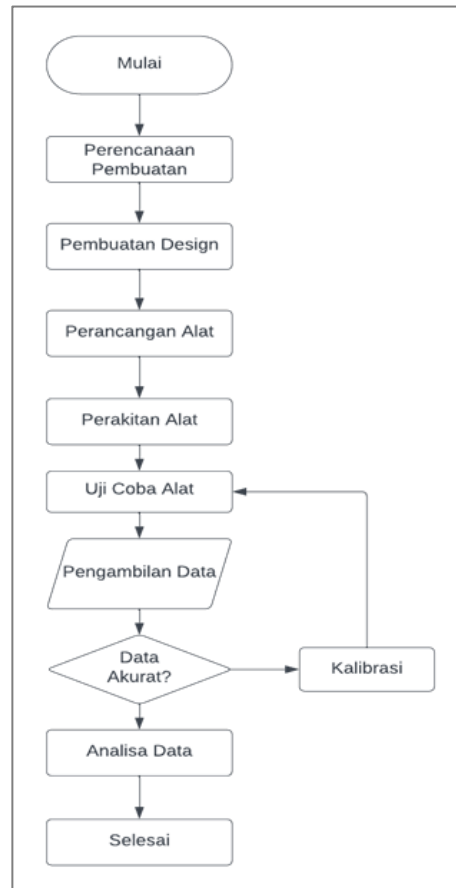 Mulai
Perencanaan
Pembuatan
Pembuatan Design
Perancangan Alat
Perakitan Alat
Uji Coba Alat
Pengambilan Data
Data
Akurat?
Kalibrasi
Analisa Data
Selesai